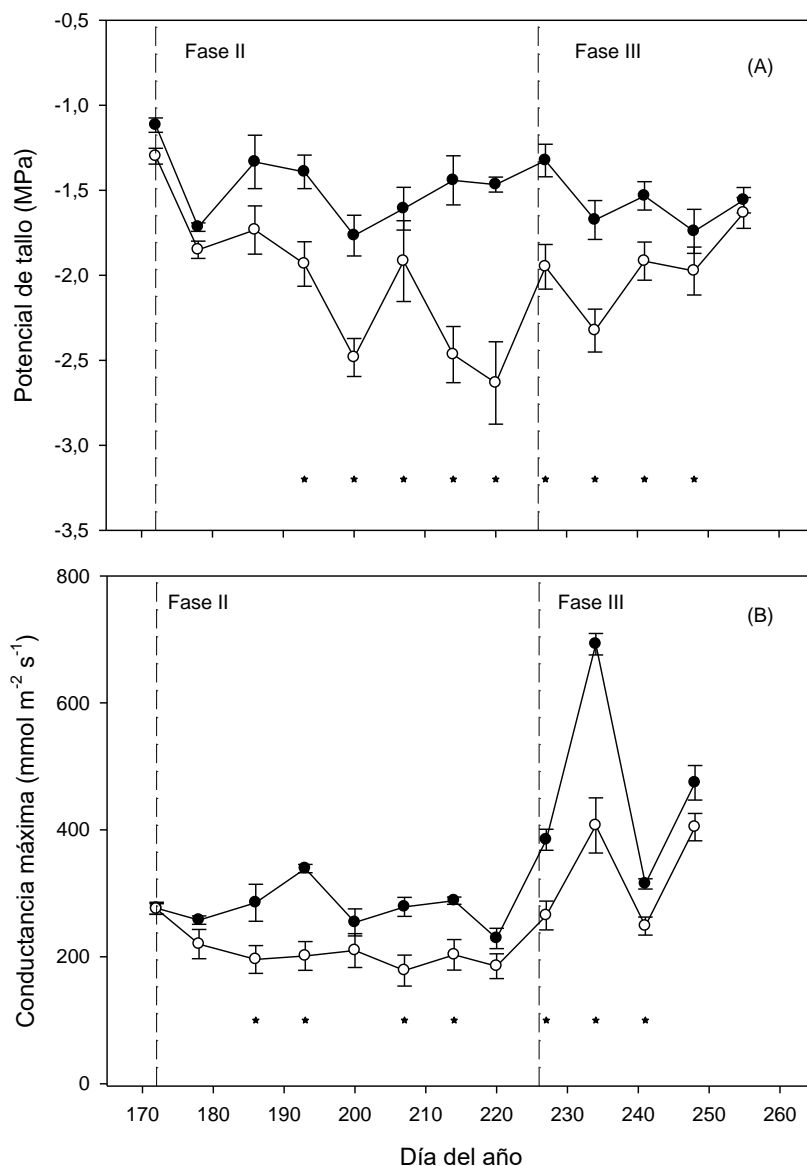 -0,5
Fase II
Fase III
(A)
-1,0
-1,5
-2,0
-2,5
-3,0
-3,5
Potencial de tallo (MPa)
800
Fase II
Fase III
(B)
600
400
200
0
Conductancia máxima (mmol m⁻² s⁻¹)
170 180 190 200 210 220 230 240 250 260
Día del año